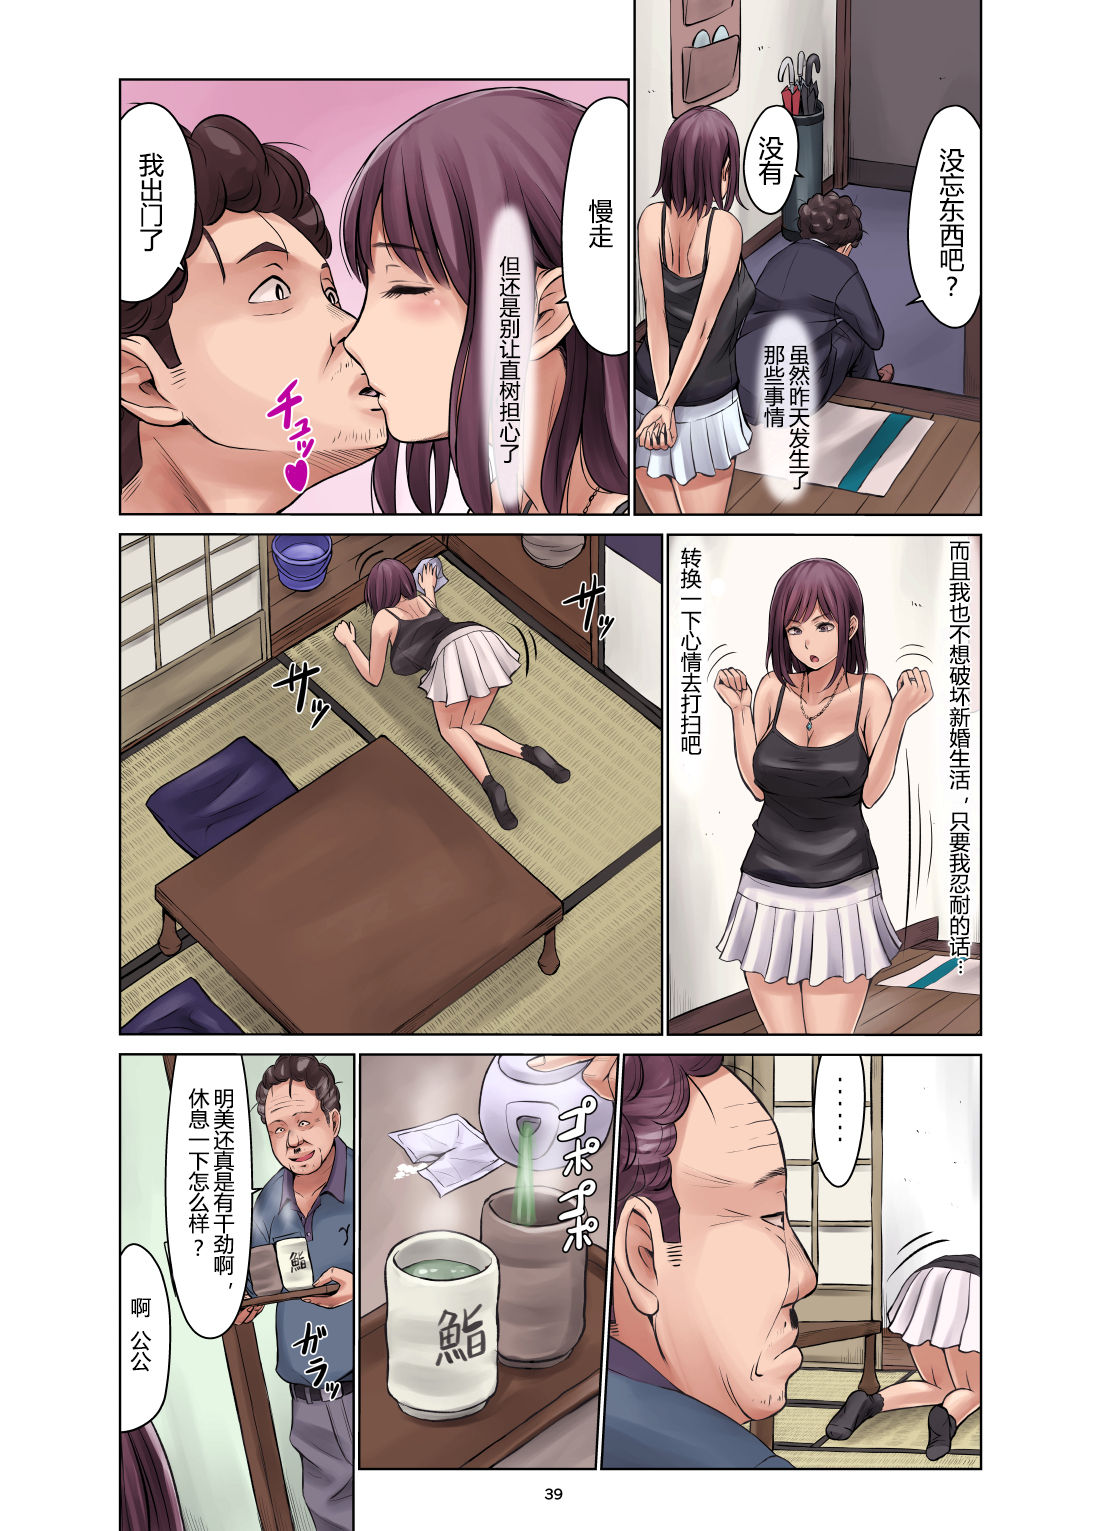 没忘东西吧？
没有
虽然昨天发生了
那些事情
慢走
但还是别让直树担心了
我出门了
チュッ♥
而且我也不想破坏新婚生活，只要我忍耐的话…
转换一下心情去打扫吧
サッ
サッ
……
コポ
コポ
鮨
明美还真是有干劲啊，
休息一下怎么样？
鮨
ガラッ
啊 公公
39